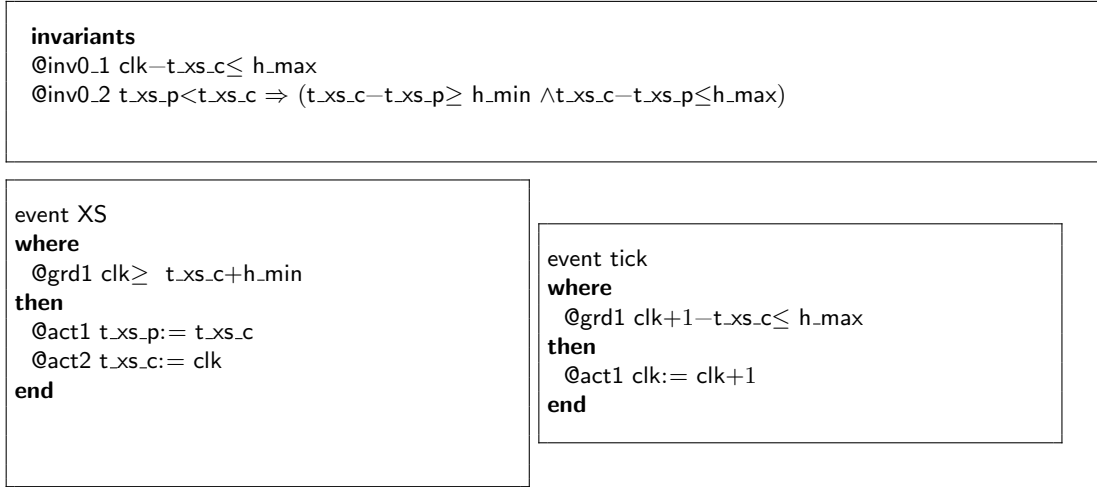 invariants
@inv0_1 clk−t_xs_c≤ h_max
@inv0_2 t_xs_p<t_xs_c ⇒ (t_xs_c−t_xs_p≥ h_min ∧t_xs_c−t_xs_p≤h_max)
event XS
where
@grd1 clk≥ t_xs_c+h_min
then
@act1 t_xs_p:= t_xs_c
@act2 t_xs_c:= clk
end
event tick
where
@grd1 clk+1−t_xs_c≤ h_max
then
@act1 clk:= clk+1
end